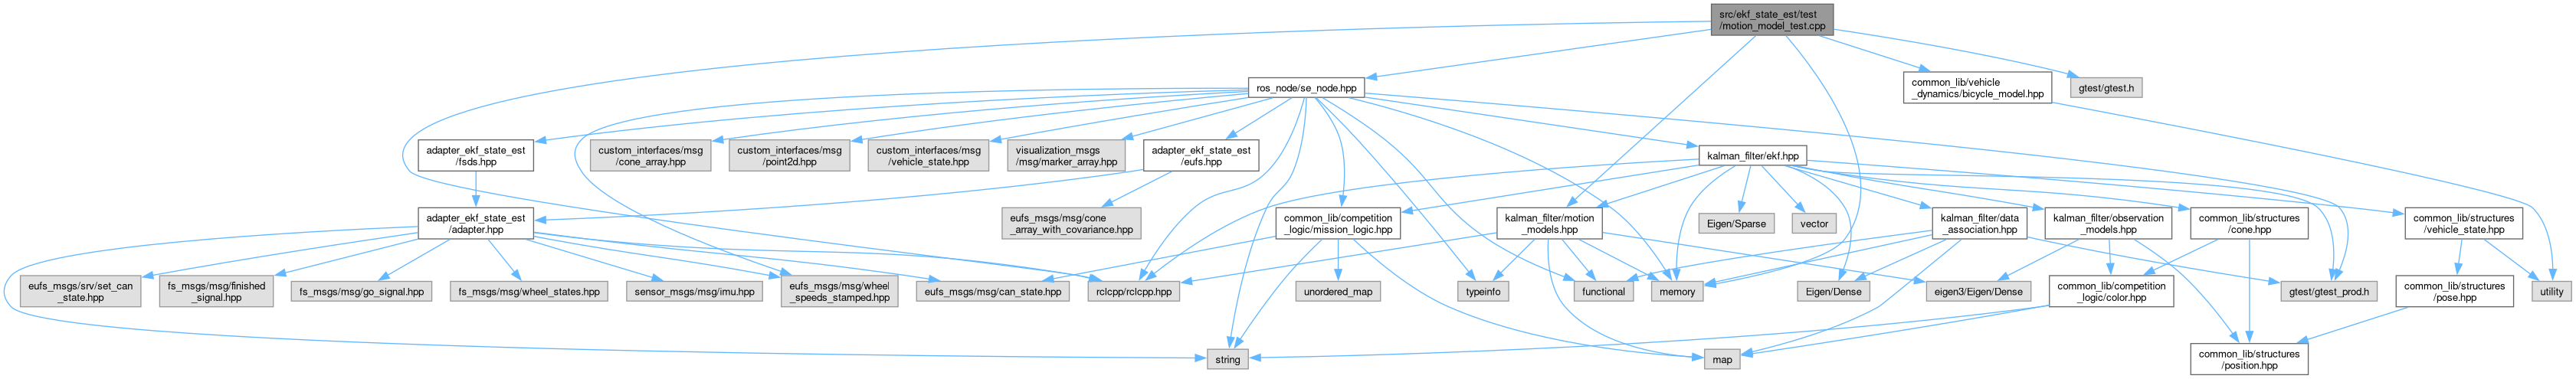 src/ekf_state_est/test
/motion_model_test.cpp
ros_node/se_node.hpp
common_lib/vehicle
_dynamics/bicycle_model.hpp
gtest/gtest.h
adapter_ekf_state_est
/fsds.hpp
custom_interfaces/msg
/cone_array.hpp
custom_interfaces/msg
/point2d.hpp
custom_interfaces/msg
/vehicle_state.hpp
visualization_msgs
/msg/marker_array.hpp
adapter_ekf_state_est
/eufs.hpp
kalman_filter/ekf.hpp
adapter_ekf_state_est
/adapter.hpp
eufs_msgs/msg/cone
_array_with_covariance.hpp
common_lib/competition
_logic/mission_logic.hpp
kalman_filter/motion
_models.hpp
Eigen/Sparse
vector
kalman_filter/data
_association.hpp
kalman_filter/observation
_models.hpp
common_lib/structures
/cone.hpp
common_lib/structures
/vehicle_state.hpp
eufs_msgs/srv/set_can
_state.hpp
fs_msgs/msg/finished
_signal.hpp
fs_msgs/msg/go_signal.hpp
fs_msgs/msg/wheel_states.hpp
sensor_msgs/msg/imu.hpp
eufs_msgs/msg/wheel
_speeds_stamped.hpp
eufs_msgs/msg/can_state.hpp
rclcpp/rclcpp.hpp
unordered_map
typeinfo
functional
memory
Eigen/Dense
eigen3/Eigen/Dense
common_lib/competition
_logic/color.hpp
gtest/gtest_prod.h
common_lib/structures
/pose.hpp
utility
string
map
common_lib/structures
/position.hpp